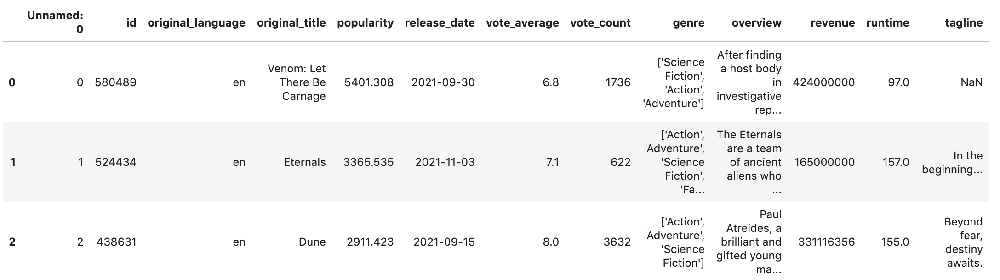 Unnamed: 0 id original_language original_title popularity release_date vote_average vote_count genre overview revenue runtime tagline
0 0 580489 en Venom: Let There Be Carnage 5401.308 2021-09-30 6.8 1736 ['Science Fiction', 'Action', 'Adventure'] After finding a host body in investigative rep... 424000000 97.0 NaN
1 1 524434 en Eternals 3365.535 2021-11-03 7.1 622 ['Action', 'Adventure', 'Science Fiction', 'Fa... The Eternals are a team of ancient aliens who ... 165000000 157.0 In the beginning...
2 2 438631 en Dune 2911.423 2021-09-15 8.0 3632 ['Action', 'Adventure', 'Science Fiction'] Paul Atreides, a brilliant and gifted young ma... 331116356 155.0 Beyond fear, destiny awaits.